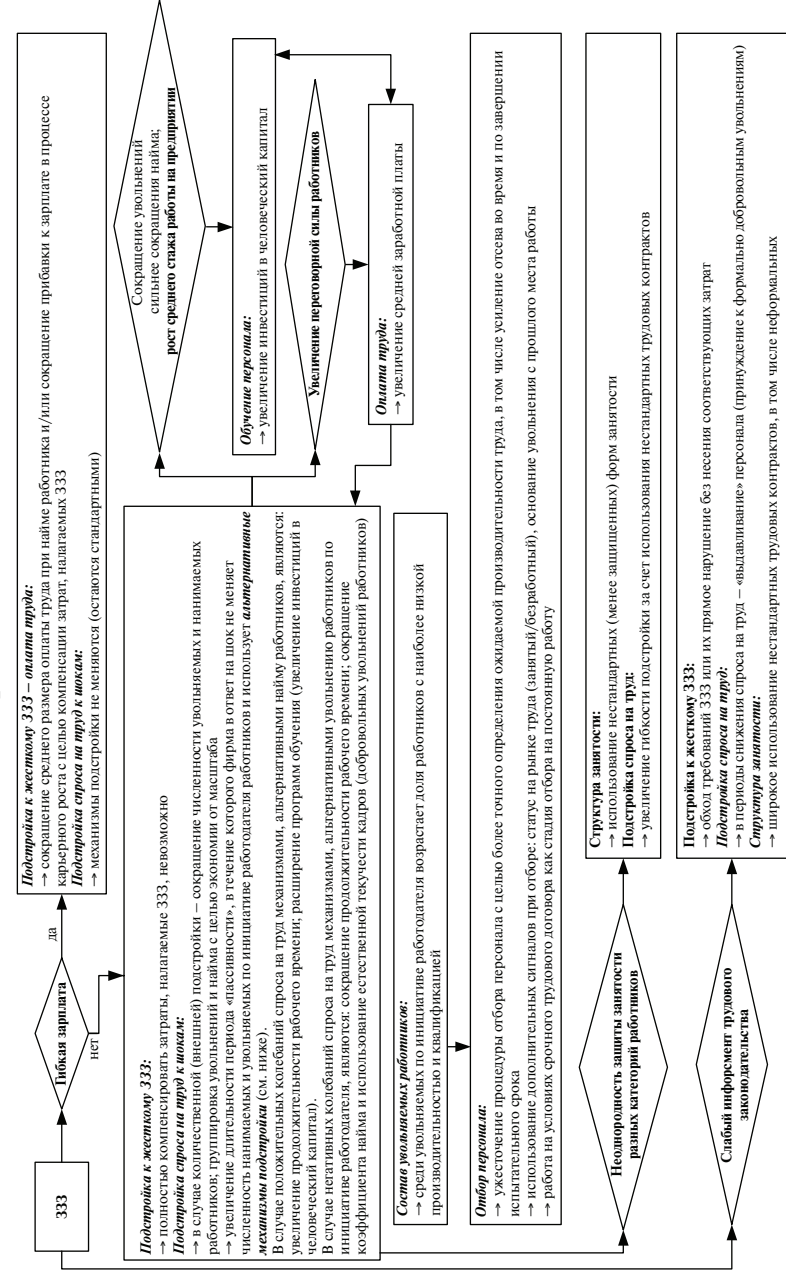 ЗЗЗ
Гибкая зарплата
да
нет
Подстройка к жесткому ЗЗЗ – оплата труда:
→ сокращение среднего размера оплаты труда при найме работника и/или сокращение прибавки к зарплате в процессе
карьерного роста с целью компенсации затрат, налагаемых ЗЗЗ
Подстройка спроса на труд к шокам:
→ механизмы подстройки не меняются (остаются стандартными)
Подстройка к жесткому ЗЗЗ:
→ полностью компенсировать затраты, налагаемые ЗЗЗ, невозможно
Подстройка спроса на труд к шокам:
→ в случае количественной (внешней) подстройки – сокращение численности увольняемых и нанимаемых
работников; группировка увольнений и найма с целью экономии от масштаба
→ увеличение длительности периода «пассивности», в течение которого фирма в ответ на шок не меняет
численность нанимаемых и увольняемых по инициативе работодателя работников и использует альтернативные
механизмы подстройки (см. ниже).
В случае положительных колебаний спроса на труд механизмами, альтернативными найму работников, являются:
увеличение продолжительности рабочего времени; расширение программ обучения (увеличение инвестиций в
человеческий капитал).
В случае негативных колебаний спроса на труд механизмами, альтернативными увольнению работников по
инициативе работодателя, являются: сокращение продолжительности рабочего времени; сокращение
коэффициента найма и использование естественной текучести кадров (добровольных увольнений работников)
Сокращение увольнений
сильнее сокращения найма;
рост среднего стажа работы на предприятии
Обучение персонала:
→ увеличение инвестиций в человеческий капитал
Увеличение переговорной силы работников
Оплата труда:
→ увеличение средней заработной платы
Состав увольняемых работников:
→ среди увольняемых по инициативе работодателя возрастает доля работников с наиболее низкой
производительностью и квалификацией
Отбор персонала:
→ ужесточение процедуры отбора персонала с целью более точного определения ожидаемой производительности труда, в том числе усиление отсева во время и по завершении
испытательного срока
→ использование дополнительных сигналов при отборе: статус на рынке труда (занятый/безработный), основание увольнения с прошлого места работы
→ работа на условиях срочного трудового договора как стадия отбора на постоянную работу
Неоднородность защиты занятости
разных категорий работников
Структура занятости:
→ использование нестандартных (менее защищенных) форм занятости
Подстройка спроса на труд:
→ увеличение гибкости подстройки за счет использования нестандартных трудовых контрактов
Слабый инфорсмент трудового
законодательства
Подстройка к жесткому ЗЗЗ:
→ обход требований ЗЗЗ или их прямое нарушение без несения соответствующих затрат
Подстройка спроса на труд:
→ в периоды снижения спроса на труд – «выдавливание» персонала (принуждение к формально добровольным увольнениям)
Структура занятости:
→ широкое использование нестандартных трудовых контрактов, в том числе неформальных